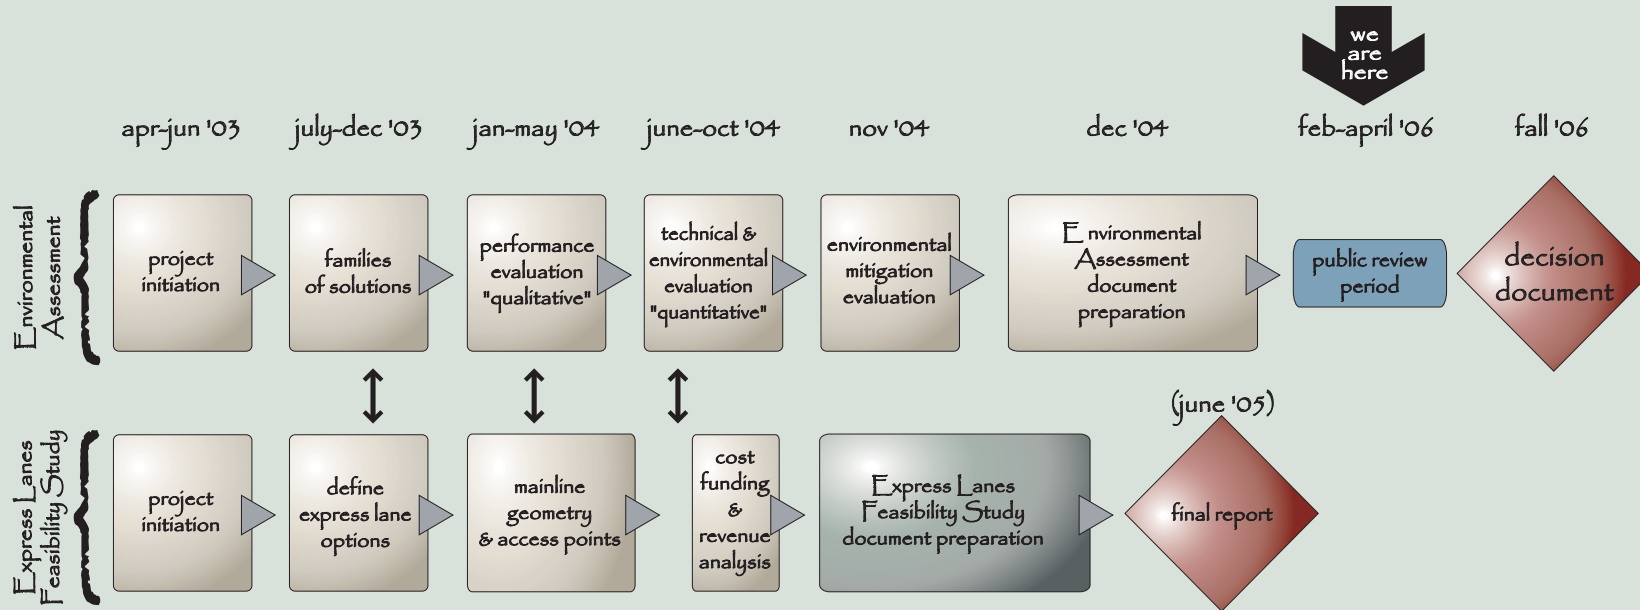 we
are
here
apr-jun '03
july-dec '03
jan-may '04
june-oct '04
nov '04
dec '04
feb-april '06
fall '06
Environmental
Assessment
project
initiation
families
of solutions
performance
evaluation
"qualitative"
technical &
environmental
evaluation
"quantitative"
environmental
mitigation
evaluation
Environmental
Assessment
document
preparation
public review
period
decision
document
Express Lanes
Feasibility Study
project
initiation
define
express lane
options
mainline
geometry
& access points
cost
funding
&
revenue
analysis
Express Lanes
Feasibility Study
document preparation
(june '05)
final report